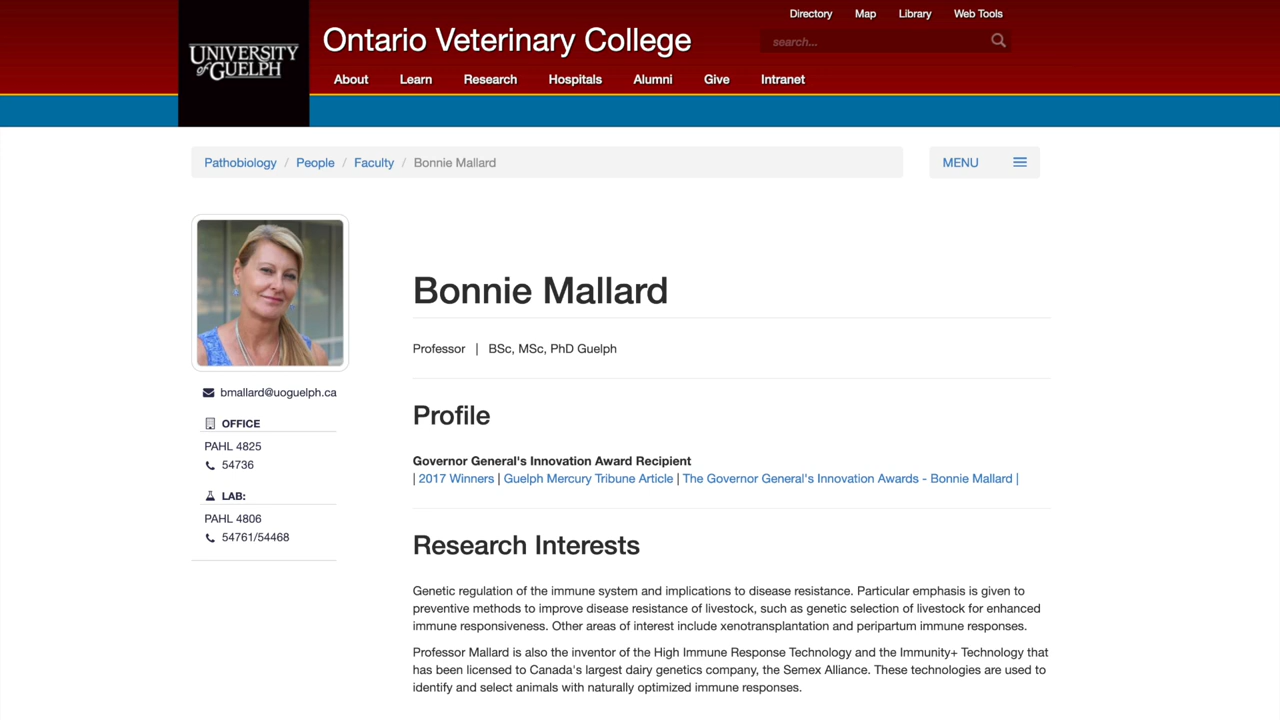 Directory Map Library Web Tools
UNIVERSITY
of GUELPH
Ontario Veterinary College
search...
About Learn Research Hospitals Alumni Give Intranet
Pathobiology / People / Faculty / Bonnie Mallard
MENU
Bonnie Mallard
Professor | BSc, MSc, PhD Guelph
bmallard@uoguelph.ca
OFFICE
PAHL 4825
54736
LAB:
PAHL 4806
54761/54468
Profile
Governor General's Innovation Award Recipient
| 2017 Winners | Guelph Mercury Tribune Article | The Governor General's Innovation Awards - Bonnie Mallard |
Research Interests
Genetic regulation of the immune system and implications to disease resistance. Particular emphasis is given to
preventive methods to improve disease resistance of livestock, such as genetic selection of livestock for enhanced
immune responsiveness. Other areas of interest include xenotransplantation and peripartum immune responses.
Professor Mallard is also the inventor of the High Immune Response Technology and the Immunity+ Technology that
has been licensed to Canada's largest dairy genetics company, the Semex Alliance. These technologies are used to
identify and select animals with naturally optimized immune responses.